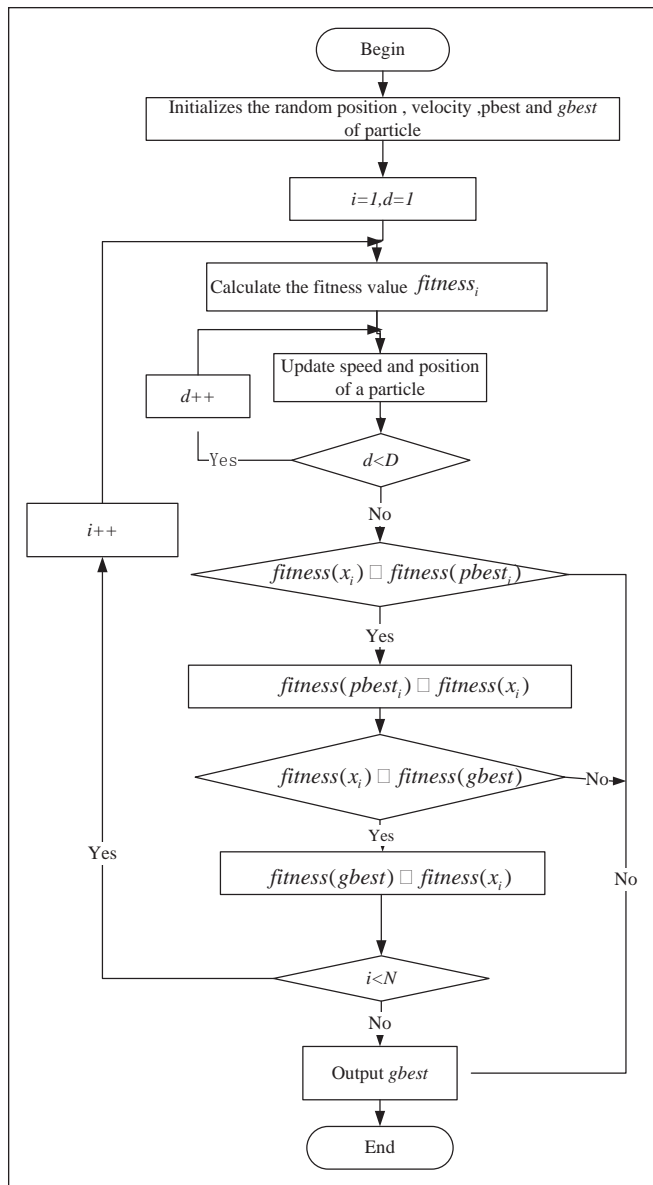 Begin
Initializes the random position , velocity ,pbest and gbest
of particle
i=1,d=1
Calculate the fitness value fitness_i
Update speed and position
of a particle
d++
Yes
d<D
No
i++
fitness(x_i) □ fitness(pbest_i)
Yes
fitness(pbest_i) □ fitness(x_i)
fitness(x_i) □ fitness(gbest)
No
Yes
Yes
fitness(gbest) □ fitness(x_i)
No
i<N
No
Output gbest
End